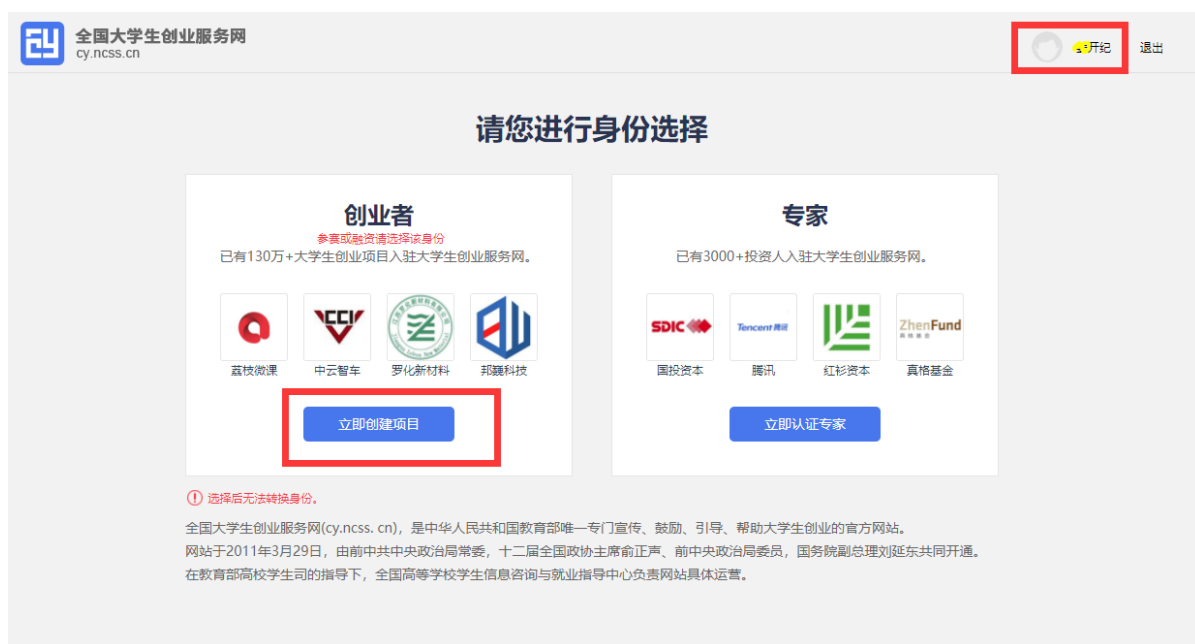 全国大学生创业服务网
cy.ncss.cn
开纪
退出
请您进行身份选择
创业者
参赛或融资请选择该身份
已有130万+大学生创业项目入驻大学生创业服务网。
荔枝微课
中云智车
罗化新材料
邦巍科技
立即创建项目
专家
已有3000+投资人入驻大学生创业服务网。
SDIC
Tencent 腾讯
ZhenFund
真格基金
国投资本
腾讯
红衫资本
真格基金
立即认证专家
选择后无法转换身份。
全国大学生创业服务网(cy.ncss. cn)，是中华人民共和国教育部唯一专门宣传、鼓励、引导、帮助大学生创业的官方网站。
网站于2011年3月29日，由前中共中央政治局常委，十二届全国政协主席俞正声、前中央政治局委员，国务院副总理刘延东共同开通。
在教育部高校学生司的指导下，全国高等学校学生信息咨询与就业指导中心负责网站具体运营。